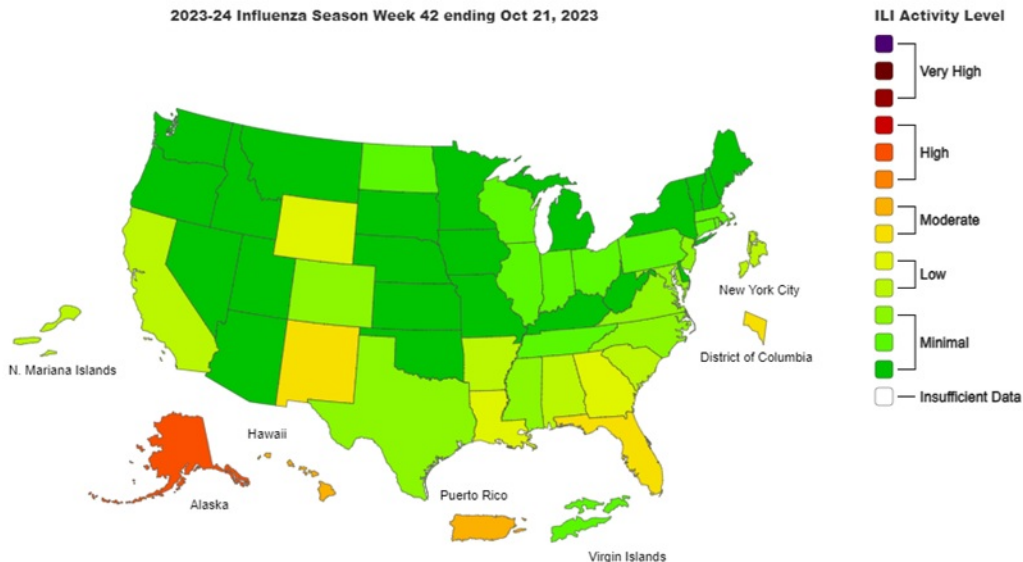 2023-24 Influenza Season Week 42 ending Oct 21, 2023
ILI Activity Level
Very High
High
Moderate
Low
Minimal
Insufficient Data
New York City
District of Columbia
N. Mariana Islands
Hawaii
Alaska
Puerto Rico
Virgin Islands